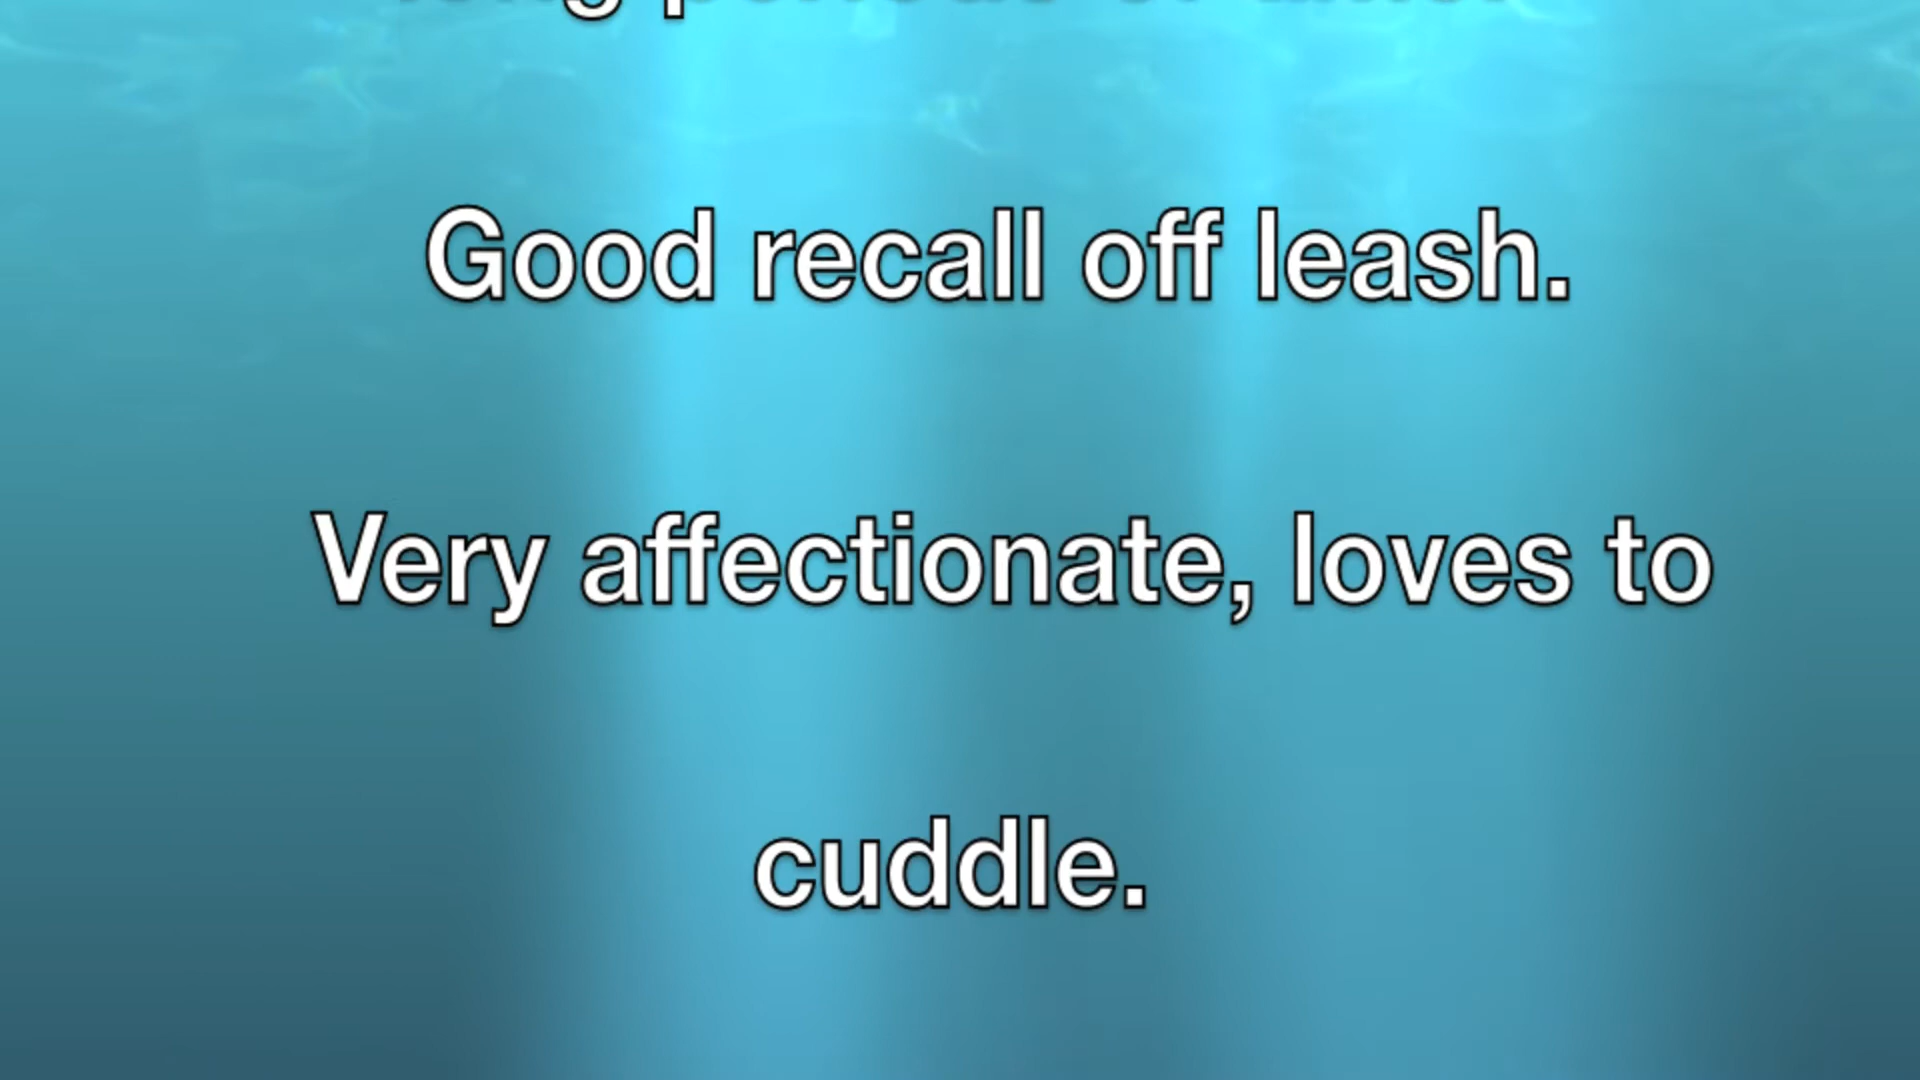 Good recall off leash.
Very affectionate, loves to
cuddle.